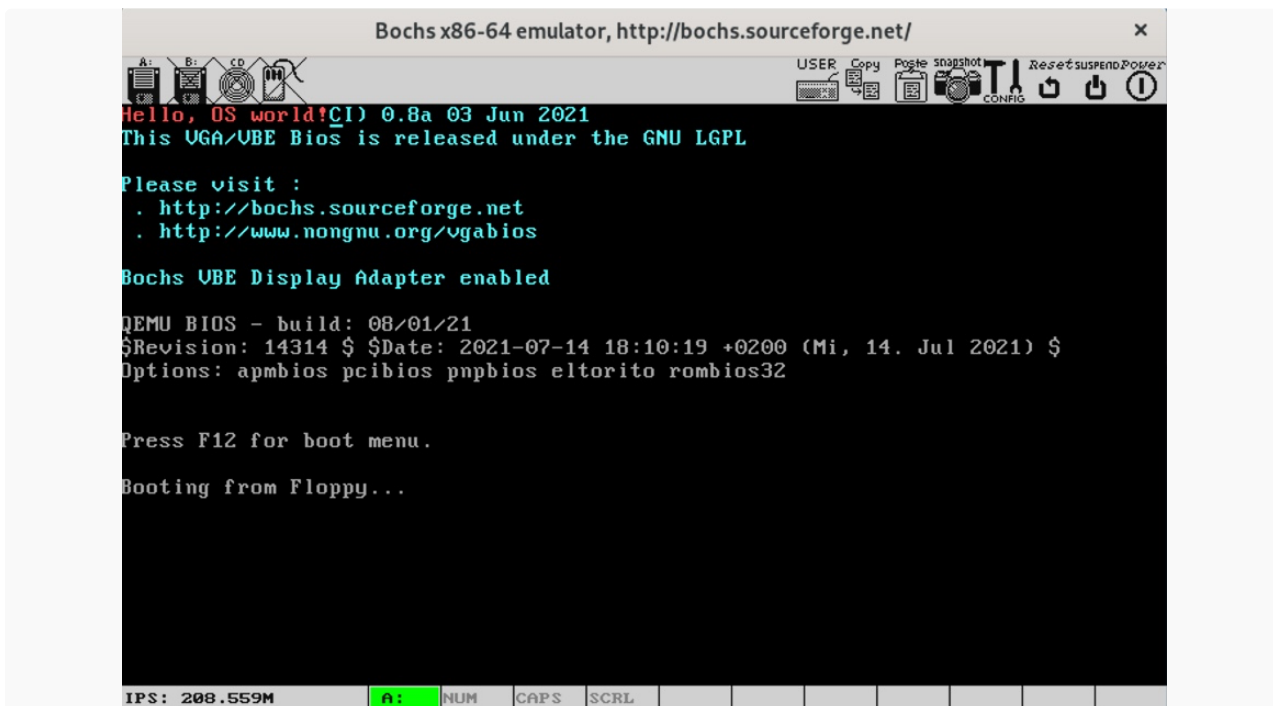 Bochs x86-64 emulator, http://bochs.sourceforge.net/ ×
A: B: CD USER Copy Paste snapshot CONFIG Reset SUSPEND Power
Hello, OS world!CI) 0.8a 03 Jun 2021
This VGA/VBE Bios is released under the GNU LGPL
Please visit :
. http://bochs.sourceforge.net
. http://www.nongnu.org/vgabios
Bochs VBE Display Adapter enabled
QEMU BIOS - build: 08/01/21
$Revision: 14314 $ $Date: 2021-07-14 18:10:19 +0200 (Mi, 14. Jul 2021) $
Options: apmbios pcibios pnpbios eltorito rombios32
Press F12 for boot menu.
Booting from Floppy...
IPS: 208.559M A: NUM CAPS SCRL